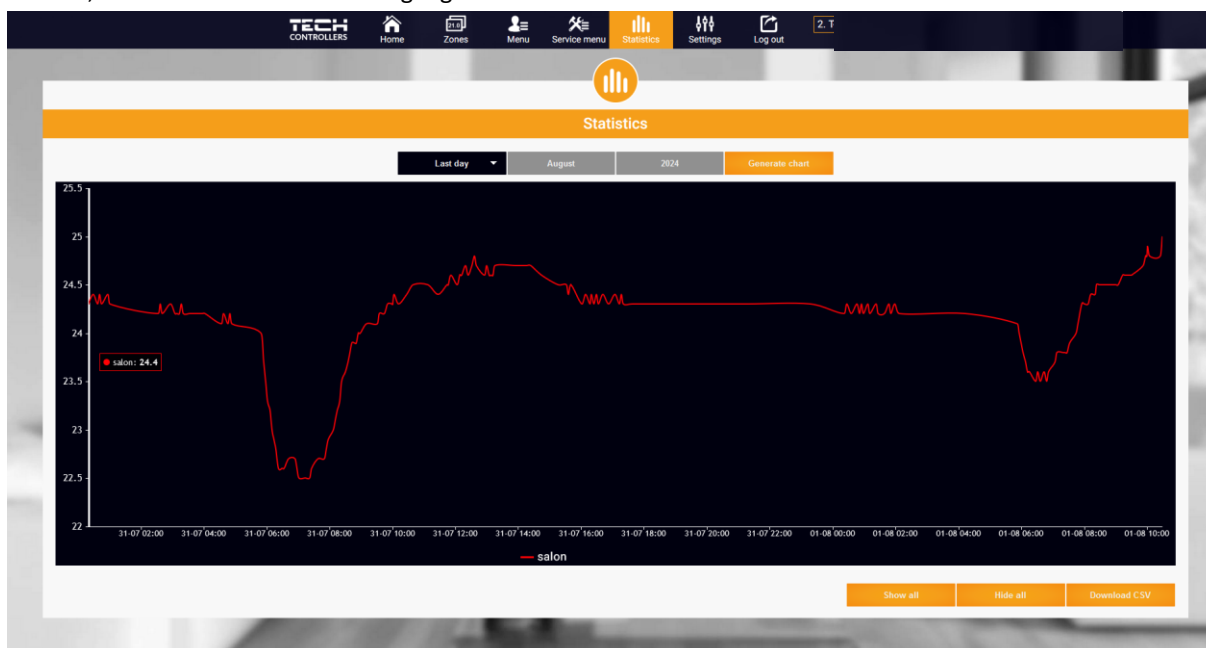 TECH
CONTROLLERS
Home
21.0
Zones
Menu
Service menu
Statistics
Settings
Log out
2. T
Statistics
Last day
August
2024
Generate chart
25.5
25
24.5
24
23.5
23
22.5
22
salon: 24.4
31-07 02:00 31-07 04:00 31-07 06:00 31-07 08:00 31-07 10:00 31-07 12:00 31-07 14:00 31-07 16:00 31-07 18:00 31-07 20:00 31-07 22:00 01-08 00:00 01-08 02:00 01-08 04:00 01-08 06:00 01-08 08:00 01-08 10:00
salon
Show all
Hide all
Download CSV